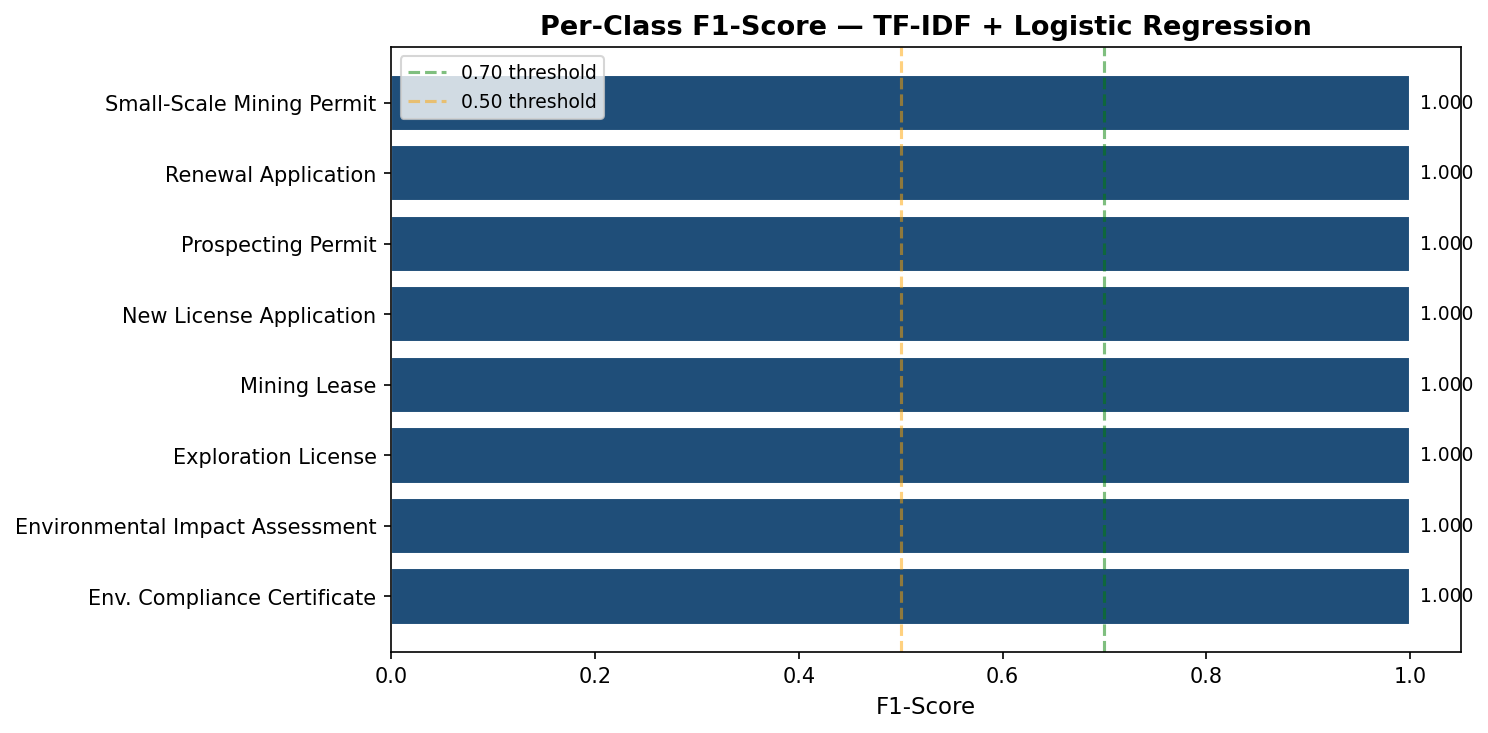 Per-Class F1-Score — TF-IDF + Logistic Regression
0.70 threshold
0.50 threshold
Small-Scale Mining Permit 1.000
Renewal Application 1.000
Prospecting Permit 1.000
New License Application 1.000
Mining Lease 1.000
Exploration License 1.000
Environmental Impact Assessment 1.000
Env. Compliance Certificate 1.000
0.0 0.2 0.4 0.6 0.8 1.0
F1-Score